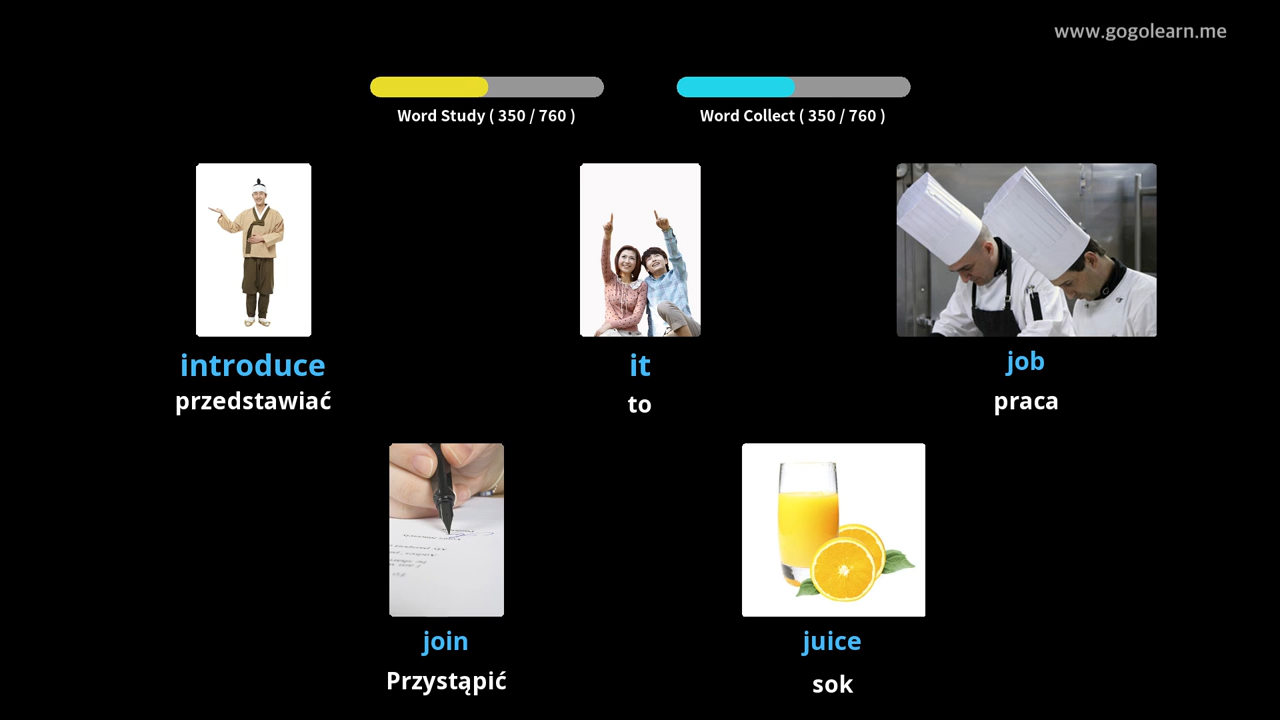 www.gogolearn.me
Word Study ( 350 / 760 )
Word Collect ( 350 / 760 )
introduce
przedstawiać
it
to
job
praca
join
Przystąpić
juice
sok